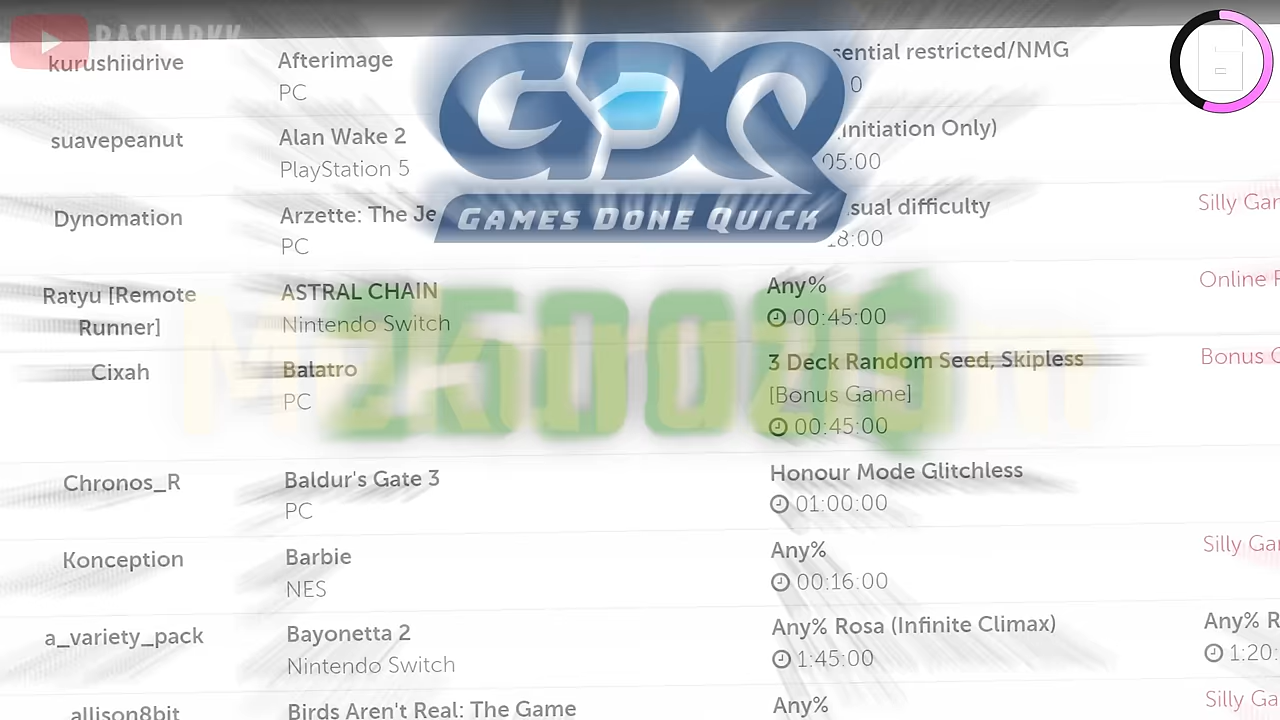 BASHARKK
kurushiidrive Afterimage sential restricted/NMG
PC 0
GDQ
GAMES DONE QUICK
suavepeanut Alan Wake 2 Initiation Only)
PlayStation 5 05:00
Dynomation Arzette: The Je sual difficulty Silly Gar
PC 18:00
Ratyu [Remote ASTRAL CHAIN Any% Online
Runner] Nintendo Switch 00:45:00
Cixah Balatro 3 Deck Random Seed, Skipless Bonus
PC [Bonus Game]
00:45:00
Chronos_R Baldur's Gate 3 Honour Mode Glitchless
PC 01:00:00
Konception Barbie Any% Silly Ga
NES 00:16:00
a_variety_pack Bayonetta 2 Any% Rosa (Infinite Climax) Any% R
Nintendo Switch 1:45:00 1:20:
allison8bit Birds Aren't Real: The Game Any% Silly Ga